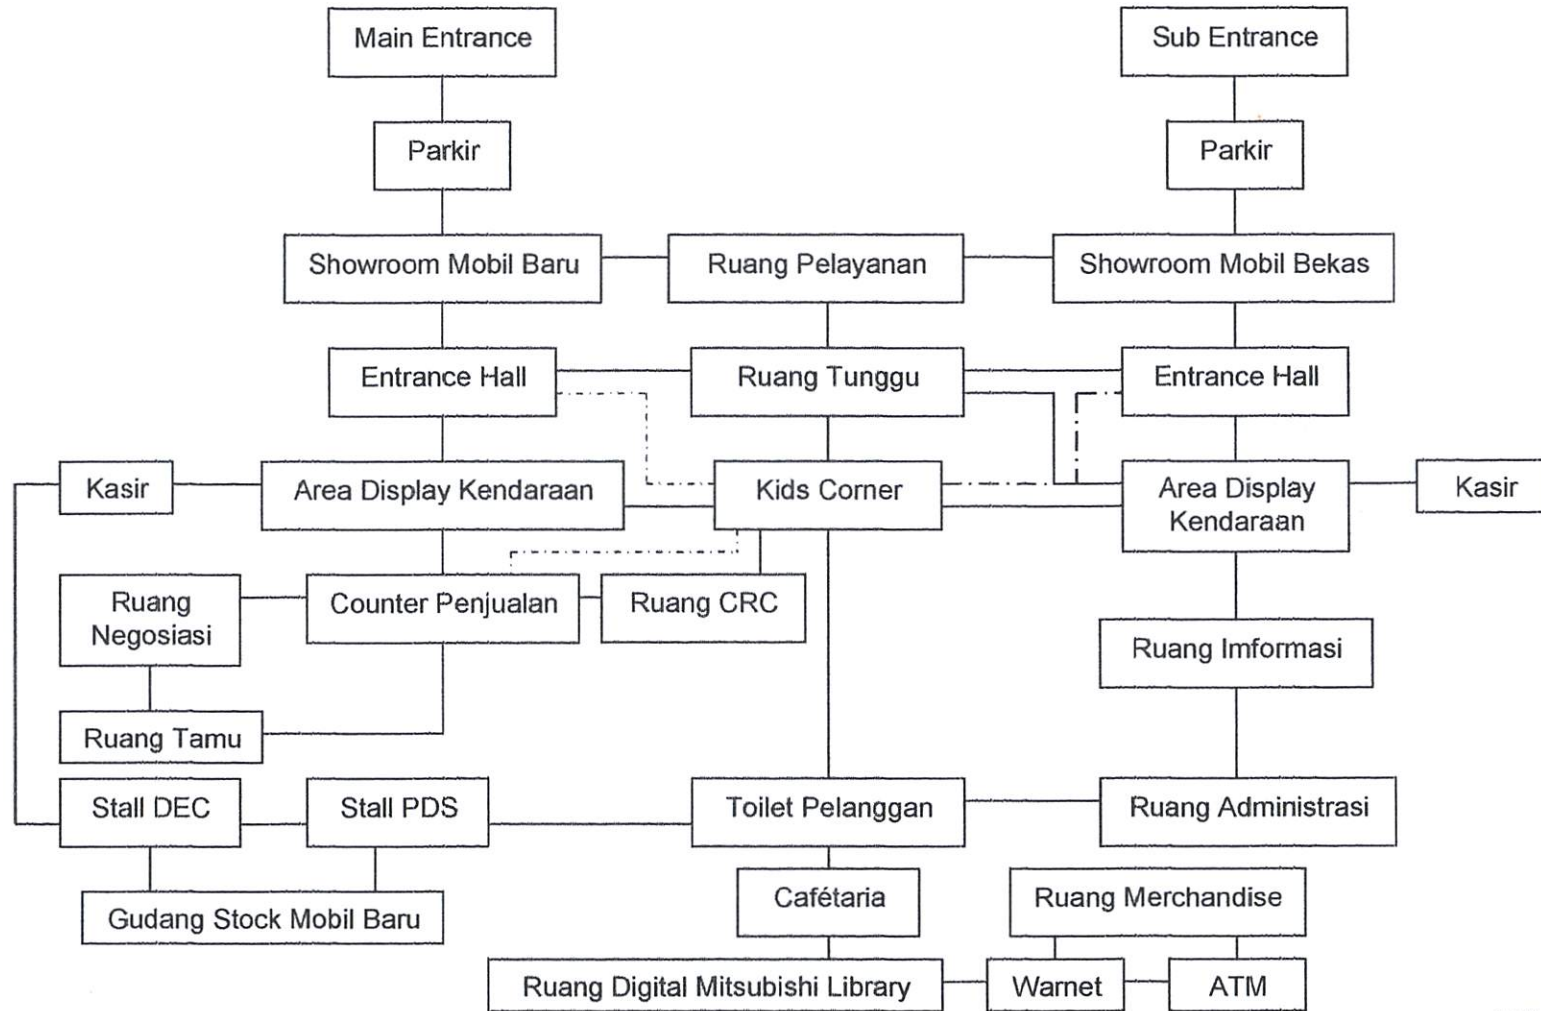 Main Entrance
Sub Entrance
Parkir
Parkir
Showroom Mobil Baru
Ruang Pelayanan
Showroom Mobil Bekas
Entrance Hall
Ruang Tunggu
Entrance Hall
Kasir
Area Display Kendaraan
Kids Corner
Area Display
Kendaraan
Kasir
Ruang
Negosiasi
Counter Penjualan
Ruang CRC
Ruang Imformasi
Ruang Tamu
Stall DEC
Stall PDS
Toilet Pelanggan
Ruang Administrasi
Gudang Stock Mobil Baru
Cafétaria
Ruang Merchandise
Ruang Digital Mitsubishi Library
Warnet
ATM